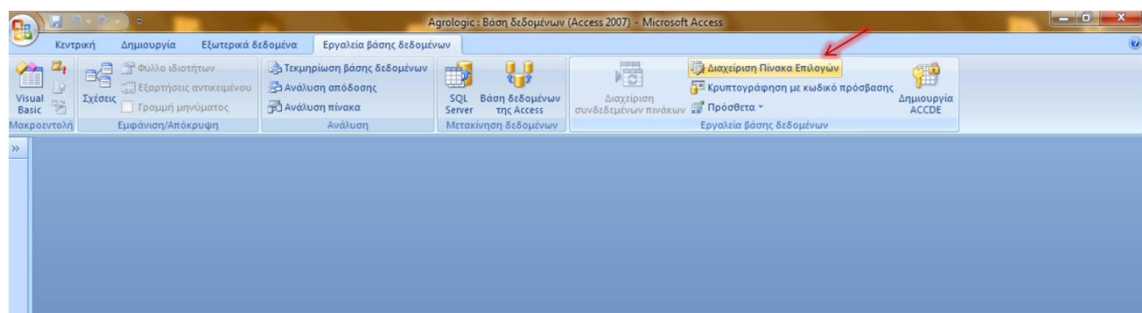 Agrologic : Βάση δεδομένων (Access 2007) - Microsoft Access
Κεντρική Δημιουργία Εξωτερικά δεδομένα Εργαλεία βάσης δεδομένων
Visual Basic
Μακροεντολή
Σχέσεις
Φύλλο ιδιοτήτων
Εξαρτήσεις αντικειμένου
Γραμμή μηνύματος
Εμφάνιση/Απόκρυψη
Τεκμηρίωση βάσης δεδομένων
Ανάλυση απόδοσης
Ανάλυση πίνακα
Ανάλυση
SQL Server
Βάση δεδομένων της Access
Μετακίνηση δεδομένων
Διαχείριση συνδεδεμένων πινάκων
Διαχείριση Πίνακα Επιλογών
Κρυπτογράφηση με κωδικό πρόσβασης
Πρόσθετα
Δημιουργία ACCDE
Εργαλεία βάσης δεδομένων
»